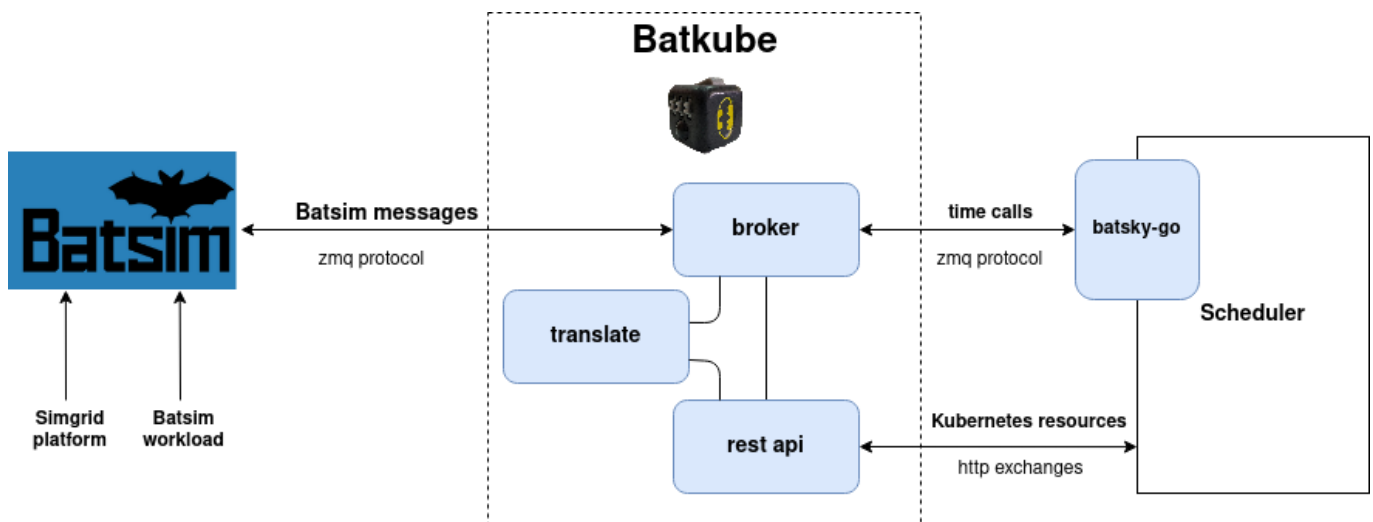 Batkube
Batsim
Batsim messages
zmq protocol
broker
time calls
zmq protocol
batsky-go
translate
Scheduler
Simgrid
platform
Batsim
workload
rest api
Kubernetes resources
http exchanges